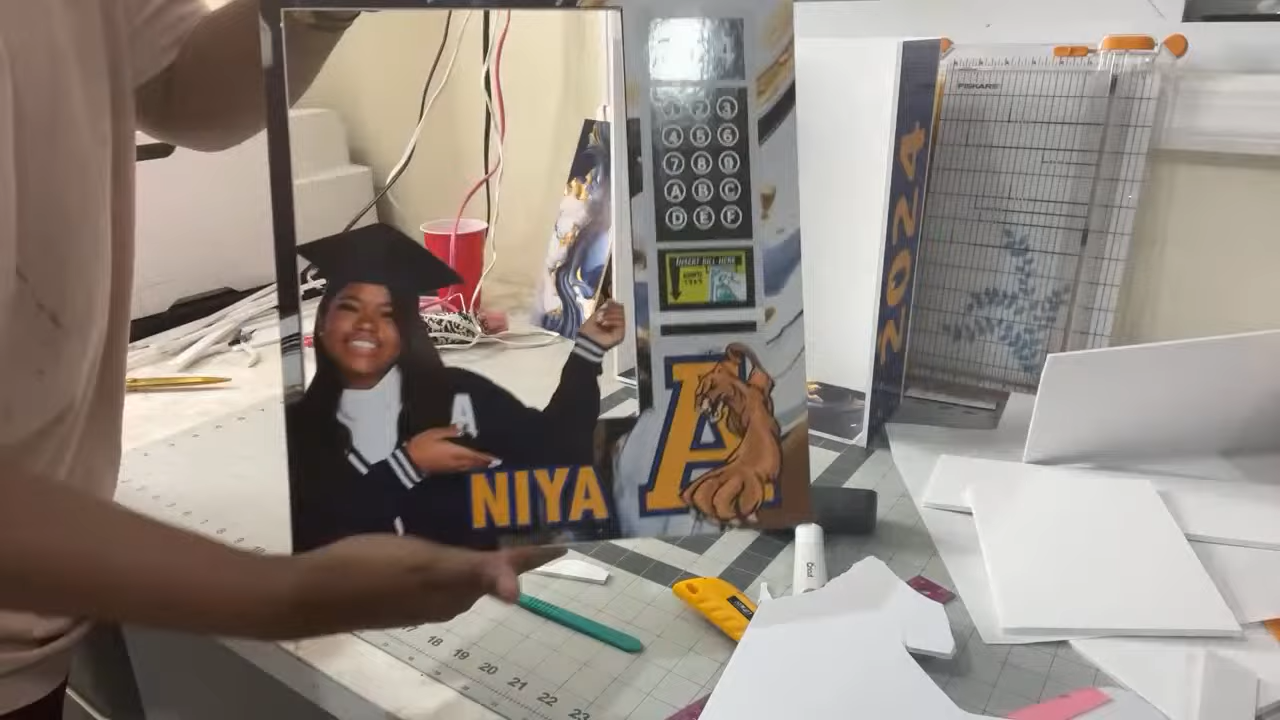 FISKARS
1 2 3
4 5 6
7 8 9
A B C
D E F
INSERT BILL HERE
2024
A
A
NIYA
17 18 19 20 21 22 23